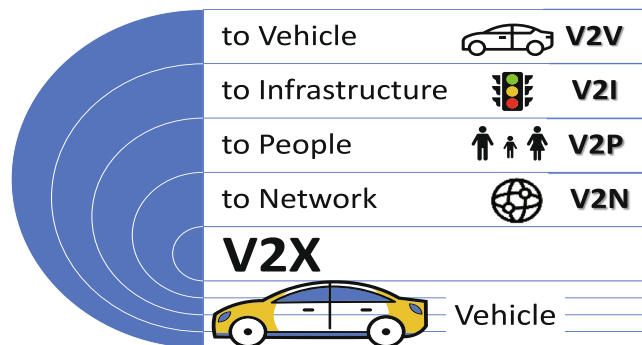 to Vehicle V2V
to Infrastructure V2I
to People V2P
to Network V2N
V2X
Vehicle